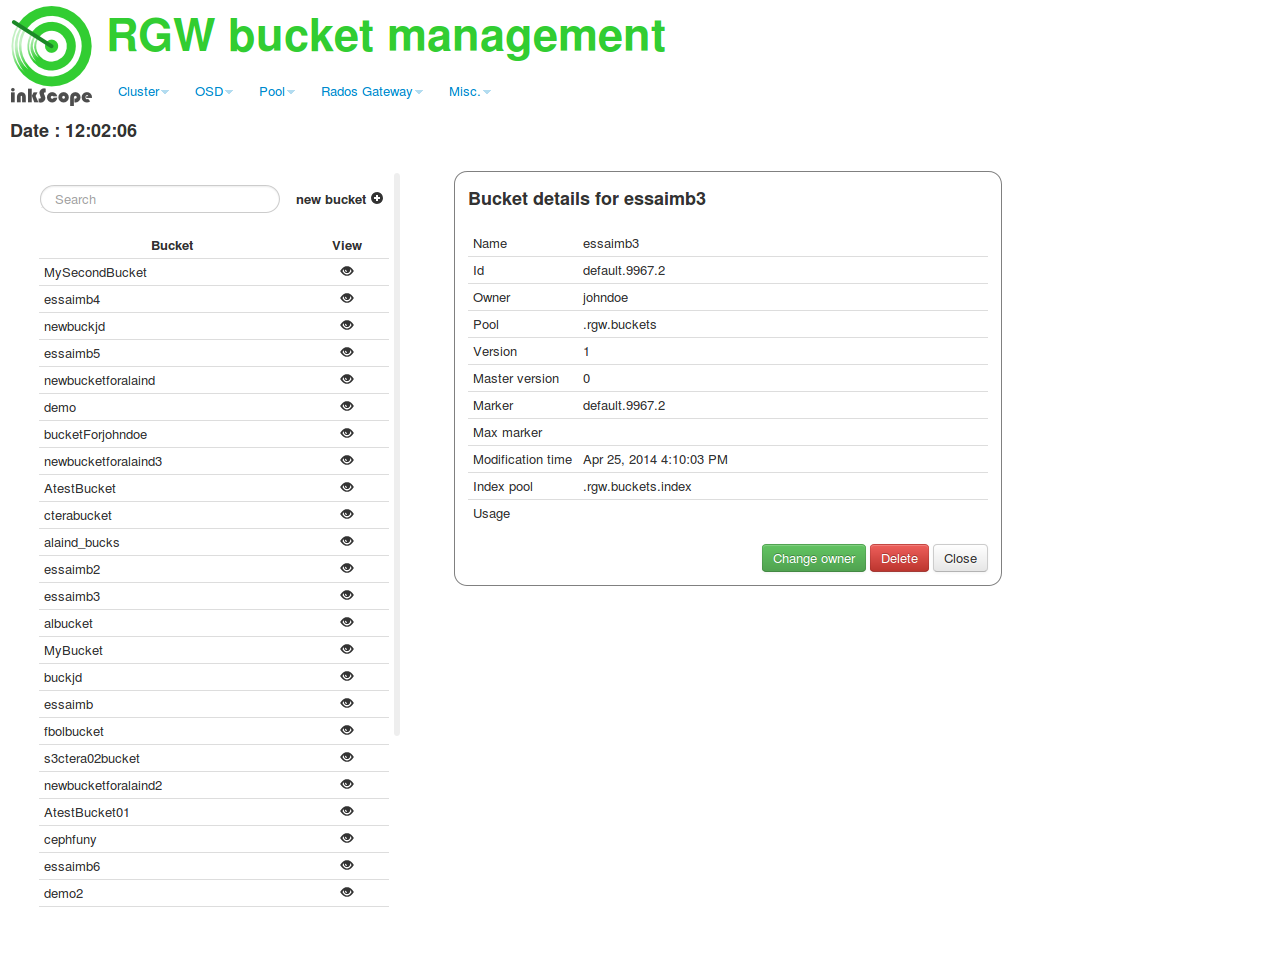 RGW bucket management
inkScope
Cluster OSD Pool Rados Gateway Misc.
Date : 12:02:06
Search new bucket
Bucket View
MySecondBucket
essaimb4
newbuckjd
essaimb5
newbucketforalaind
demo
bucketForjohndoe
newbucketforalaind3
AtestBucket
cterabucket
alaind_bucks
essaimb2
essaimb3
albucket
MyBucket
buckjd
essaimb
fbolbucket
s3ctera02bucket
newbucketforalaind2
AtestBucket01
cephfuny
essaimb6
demo2
Bucket details for essaimb3
Name essaimb3
Id default.9967.2
Owner johndoe
Pool .rgw.buckets
Version 1
Master version 0
Marker default.9967.2
Max marker
Modification time Apr 25, 2014 4:10:03 PM
Index pool .rgw.buckets.index
Usage
Change owner Delete Close